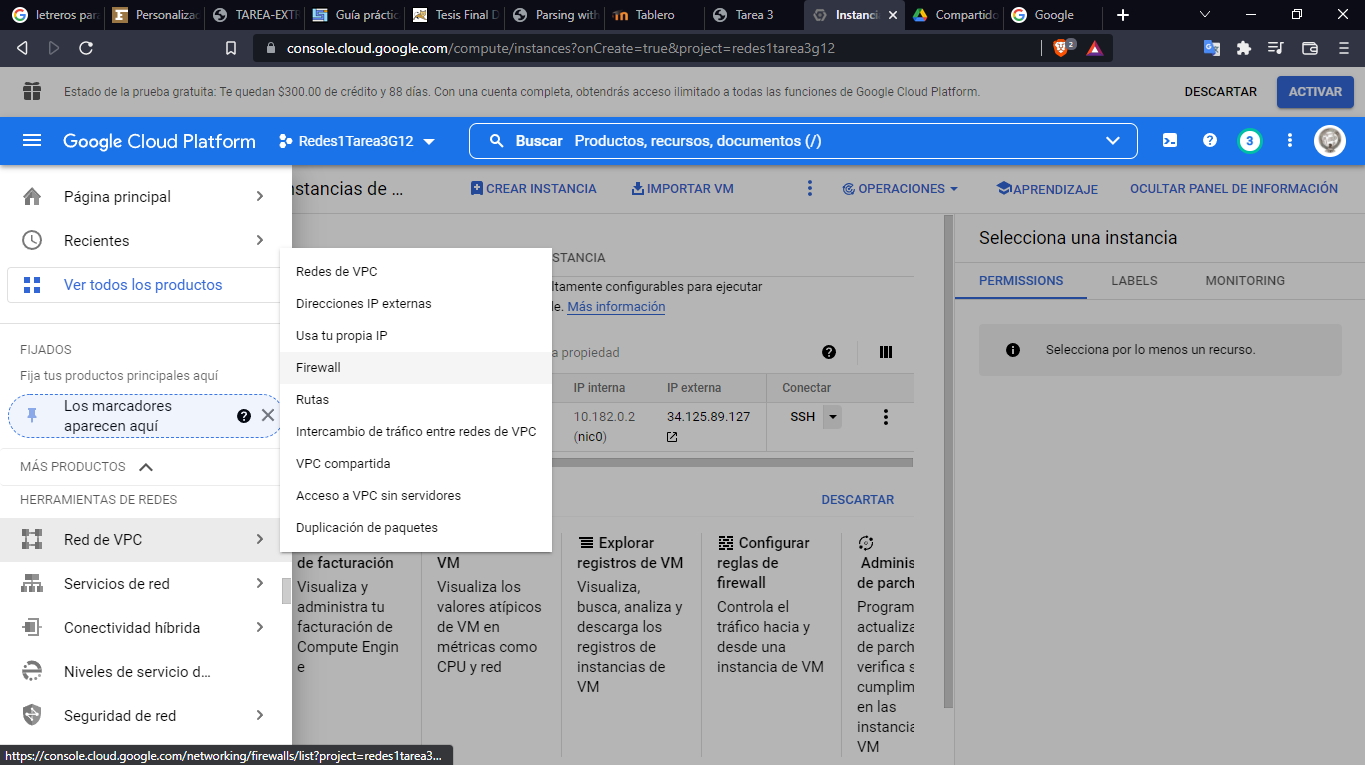 letreros para
Personalizad
TAREA-EXTR
Guía práctic
Tesis Final D
Parsing with
Tablero
Tarea 3
Instancia
Compartido
Google
console.cloud.google.com/compute/instances?onCreate=true&project=redes1tarea3g12
2
Estado de la prueba gratuita: Te quedan $300.00 de crédito y 88 días. Con una cuenta completa, obtendrás acceso ilimitado a todas las funciones de Google Cloud Platform.
DESCARTAR
ACTIVAR
Google Cloud Platform
Redes1Tarea3G12
Buscar Productos, recursos, documentos (/)
3
Página principal
Recientes
Ver todos los productos
FIJADOS
Fija tus productos principales aquí
Los marcadores
aparecen aquí
MÁS PRODUCTOS
HERRAMIENTAS DE REDES
Red de VPC
Servicios de red
Conectividad híbrida
Niveles de servicio d...
Seguridad de red
https://console.cloud.google.com/networking/firewalls/list?project=redes1tarea3...
Redes de VPC
Direcciones IP externas
Usa tu propia IP
Firewall
Rutas
Intercambio de tráfico entre redes de VPC
VPC compartida
Acceso a VPC sin servidores
Duplicación de paquetes
nstancias de ...
CREAR INSTANCIA
IMPORTAR VM
OPERACIONES
APRENDIZAJE
OCULTAR PANEL DE INFORMACIÓN
STANCIA
ltamente configurables para ejecutar
le. Más información
a propiedad
IP interna
IP externa
Conectar
10.182.0.2
(nic0)
34.125.89.127
SSH
DESCARTAR
de facturación
Visualiza y
administra tu
facturación de
Compute Engin
e
VM
Visualiza los
valores atípicos
de VM en
métricas como
CPU y red
Explorar
registros de VM
Visualiza,
busca, analiza y
descarga los
registros de
instancias de
VM
Configurar
reglas de
firewall
Controla el
tráfico hacia y
desde una
instancia de VM
Adminis
de parch
Program
actualiza
de parch
verifica s
cumplim
en las
instancia
VM
Selecciona una instancia
PERMISSIONS
LABELS
MONITORING
Selecciona por lo menos un recurso.